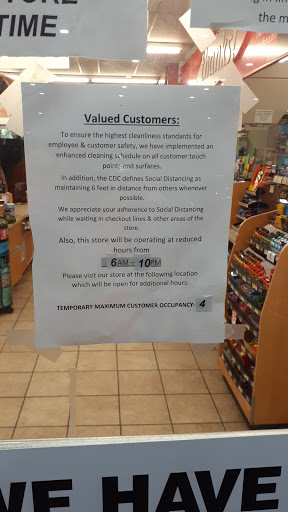 TIME
the m
Valued Customers:
To ensure the highest cleanliness standards for
employee & customer safety, we have implemented an
enhanced cleaning schedule on all customer touch
points and surfaces.
In addition, the CDC defines Social Distancing as
maintaining 6 feet in distance from others whenever
possible.
We appreciate your adherence to Social Distancing
while waiting in checkout lines & other areas of the
store.
Also, this store will be operating at reduced
hours from
6AM – 10PM
Please visit our store at the following location
which will be open for additional hours:
TEMPORARY MAXIMUM CUSTOMER OCCUPANCY: 4
WE HAVE